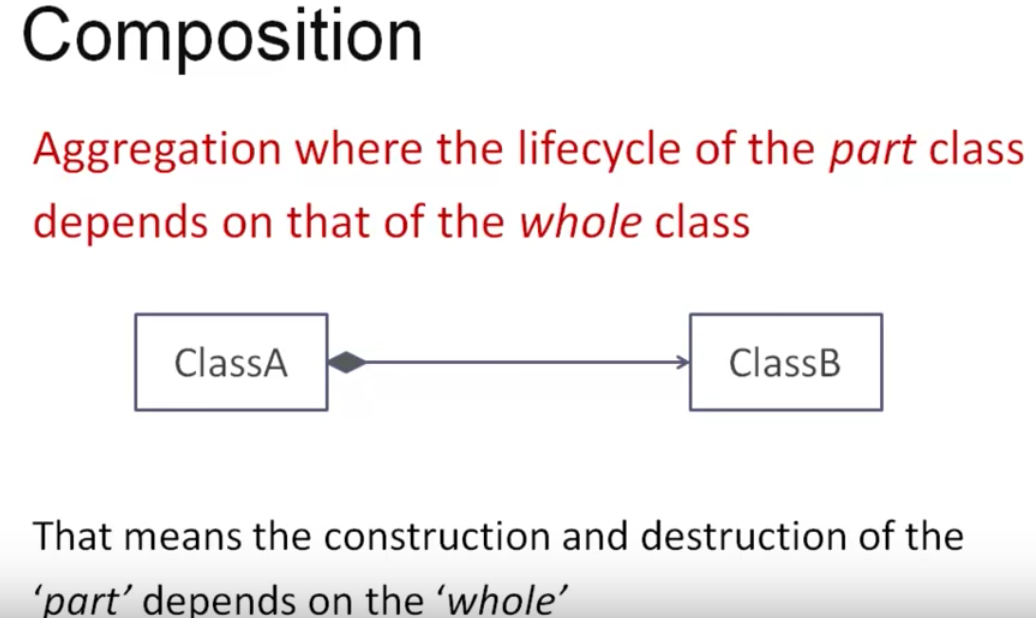 Composition
Aggregation where the lifecycle of the part class
depends on that of the whole class
ClassA
ClassB
That means the construction and destruction of the
‘part’ depends on the ‘whole’